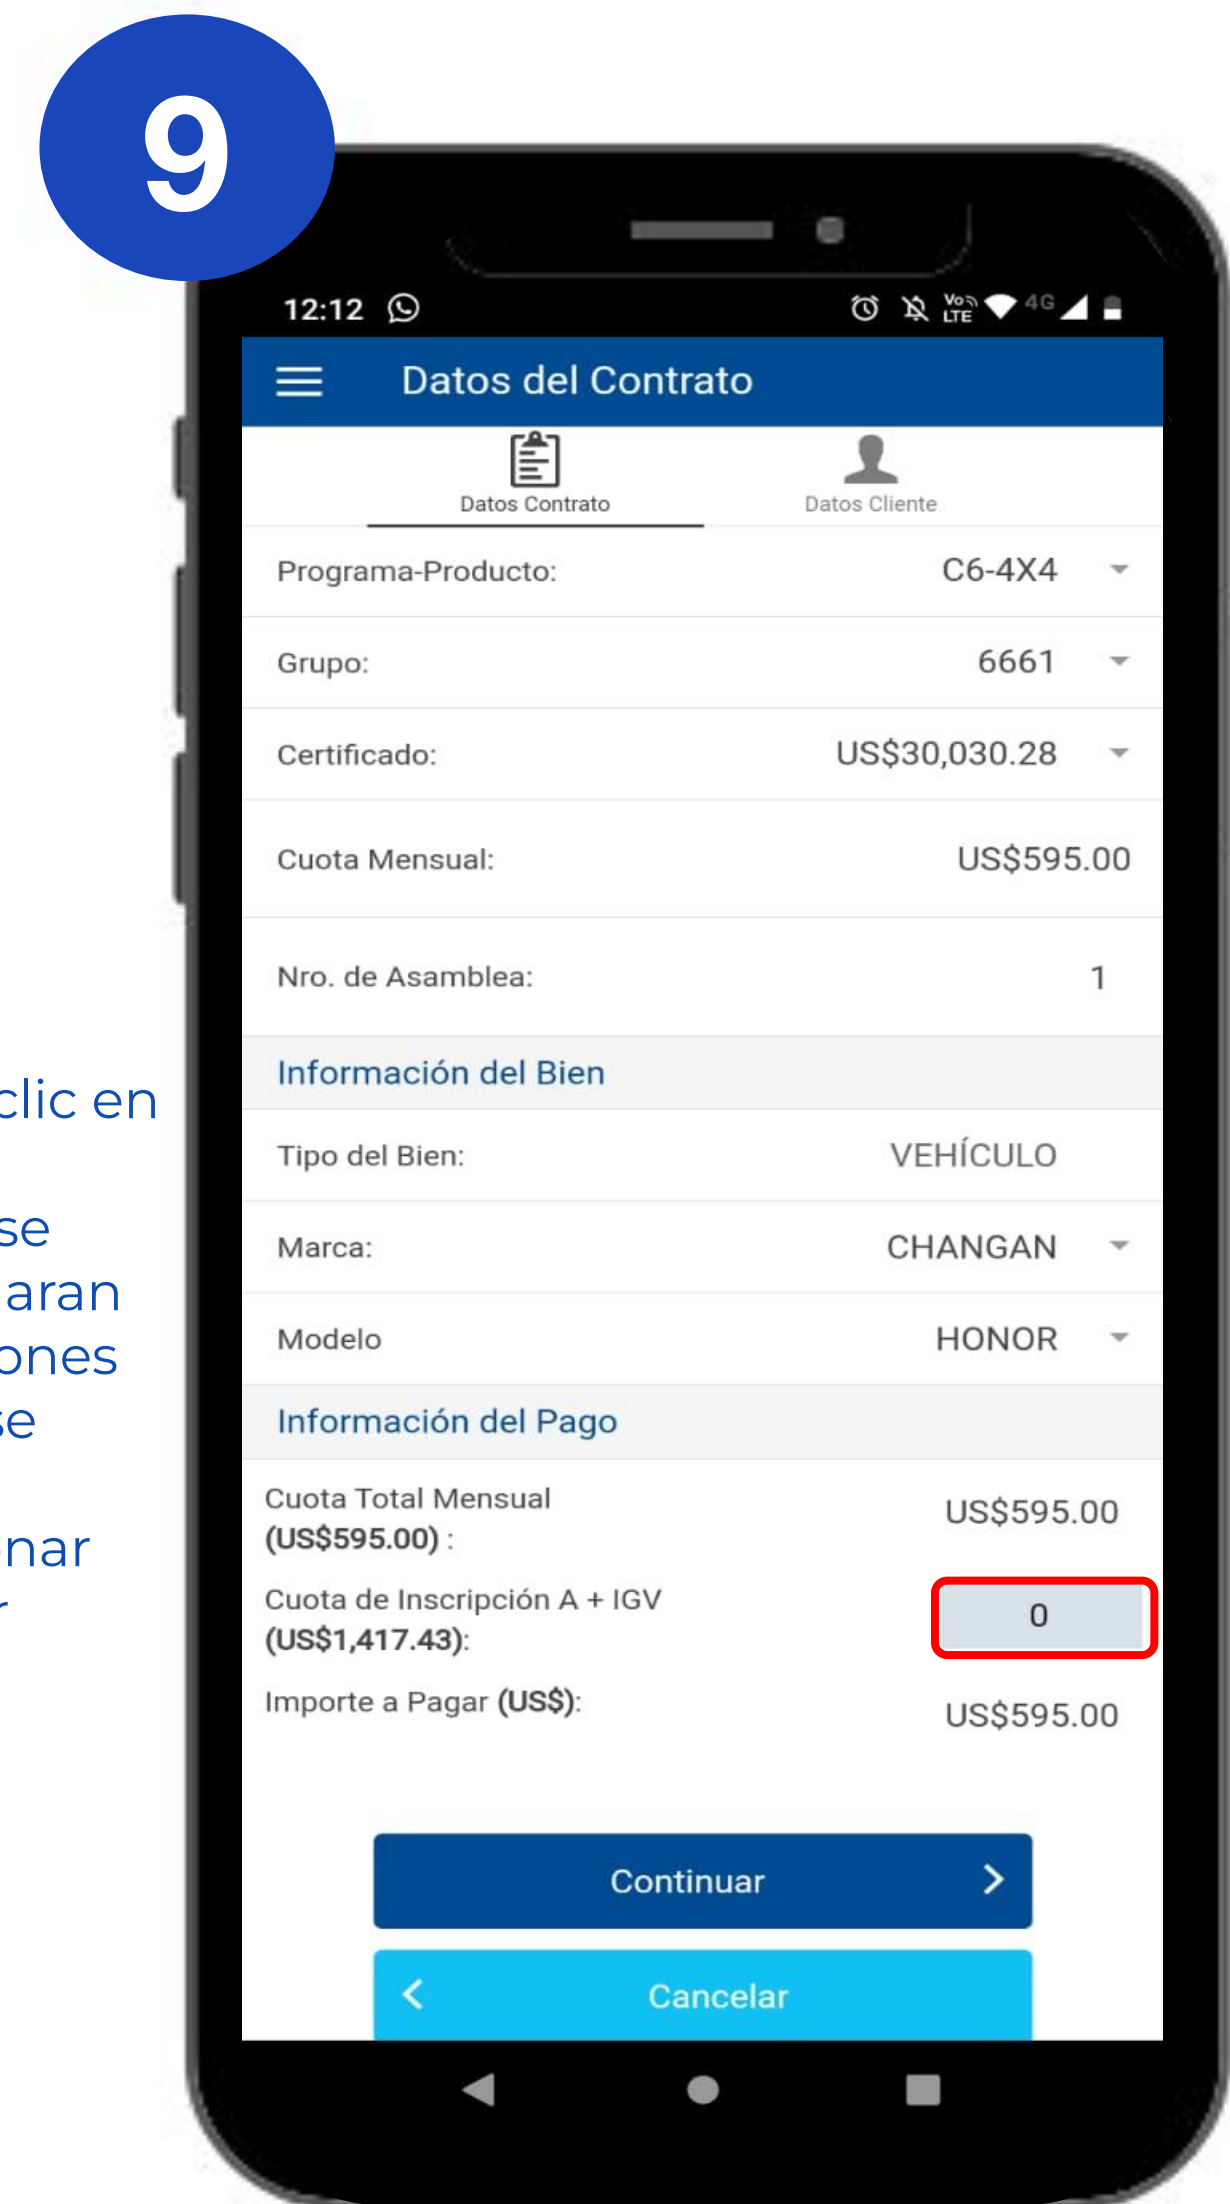 9
12:12
Vo LTE 4G
Datos del Contrato
Datos Contrato
Datos Cliente
Programa-Producto: C6-4X4
Grupo: 6661
Certificado: US$30,030.28
Cuota Mensual: US$595.00
Nro. de Asamblea: 1
Información del Bien
Tipo del Bien: VEHÍCULO
Marca: CHANGAN
Modelo HONOR
Información del Pago
Cuota Total Mensual
(US$595.00) : US$595.00
Cuota de Inscripción A + IGV
(US$1,417.43): 0
Importe a Pagar (US$): US$595.00
Continuar
Cancelar
clic en
se
aran
ones
se
nar